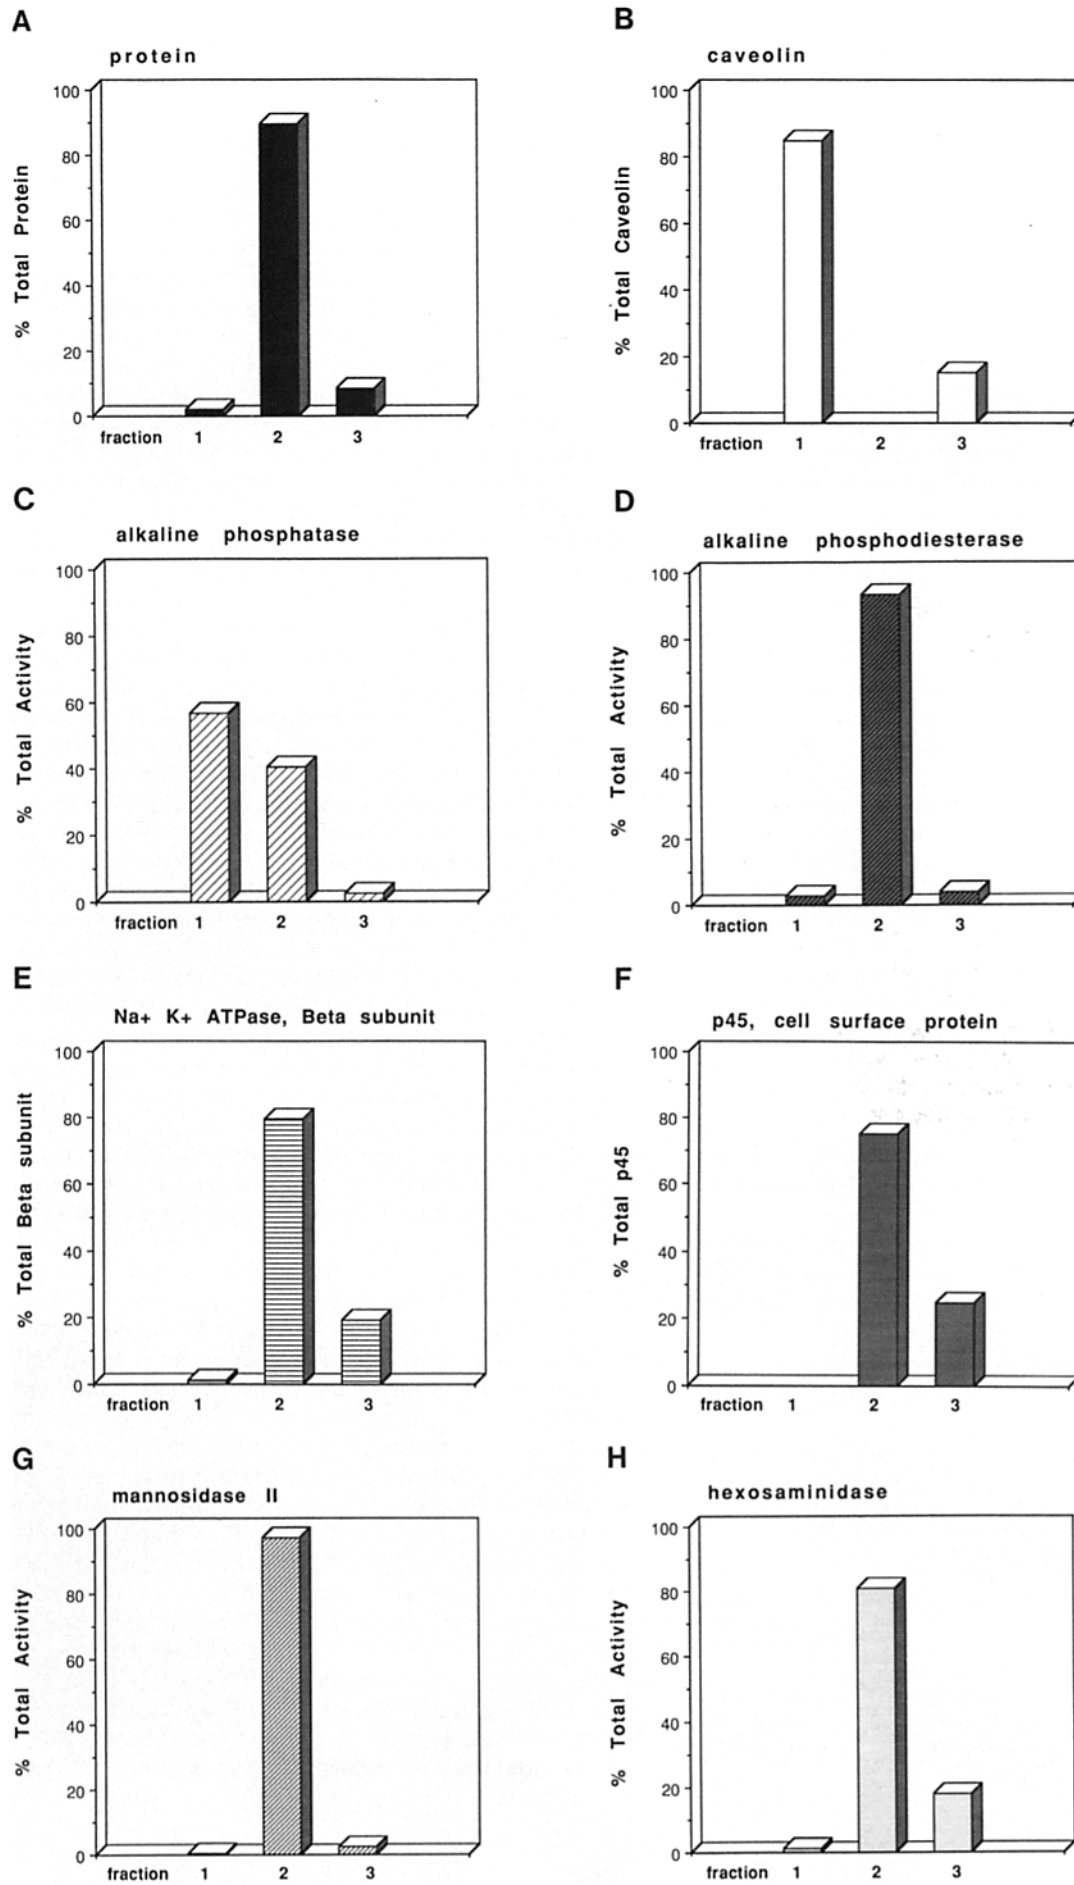 A
protein
% Total Protein
100
80
60
40
20
0
fraction 1 2 3
B
caveolin
% Total Caveolin
100
80
60
40
20
0
fraction 1 2 3
C
alkaline phosphatase
% Total Activity
100
80
60
40
20
0
fraction 1 2 3
D
alkaline phosphodiesterase
% Total Activity
100
80
60
40
20
0
fraction 1 2 3
E
Na+ K+ ATPase, Beta subunit
% Total Beta subunit
100
80
60
40
20
0
fraction 1 2 3
F
p45, cell surface protein
% Total p45
100
80
60
40
20
0
fraction 1 2 3
G
mannosidase II
% Total Activity
100
80
60
40
20
0
fraction 1 2 3
H
hexosaminidase
% Total Activity
100
80
60
40
20
0
fraction 1 2 3